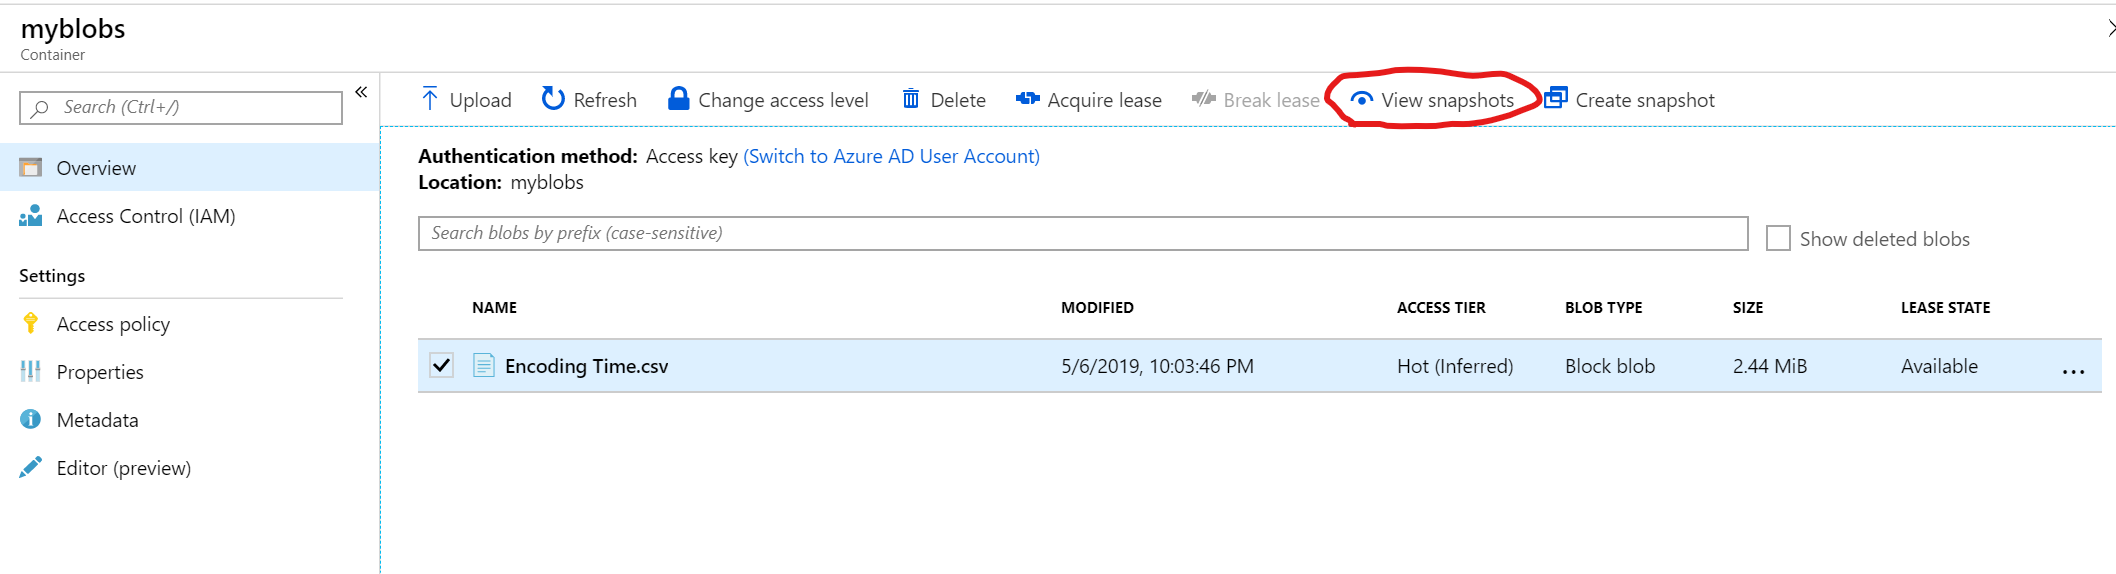 myblobs
Container
Search (Ctrl+/)
Overview
Access Control (IAM)
Settings
Access policy
Properties
Metadata
Editor (preview)
Upload Refresh Change access level Delete Acquire lease Break lease View snapshots Create snapshot
Authentication method: Access key (Switch to Azure AD User Account)
Location: myblobs
Search blobs by prefix (case-sensitive)
Show deleted blobs
NAME MODIFIED ACCESS TIER BLOB TYPE SIZE LEASE STATE
Encoding Time.csv 5/6/2019, 10:03:46 PM Hot (Inferred) Block blob 2.44 MiB Available ...